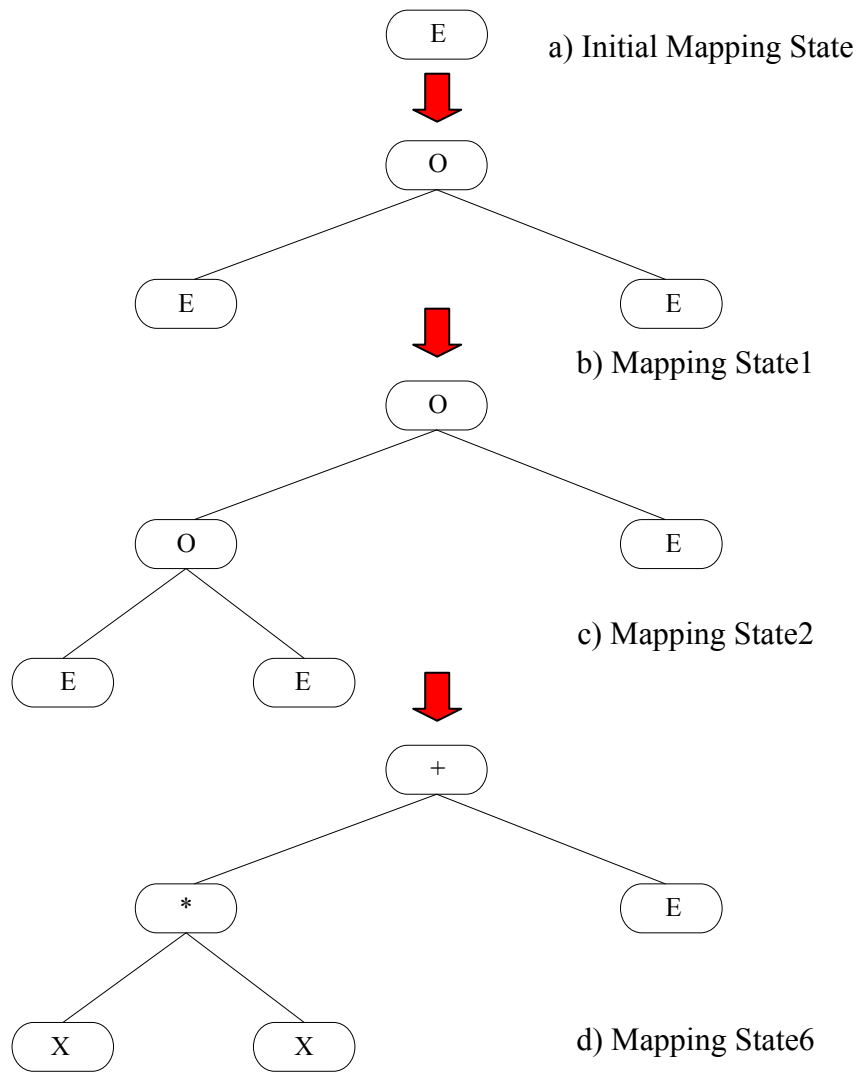 E
a) Initial Mapping State
O
E E
b) Mapping State1
O
O E
c) Mapping State2
E E
+
* E
X X
d) Mapping State6